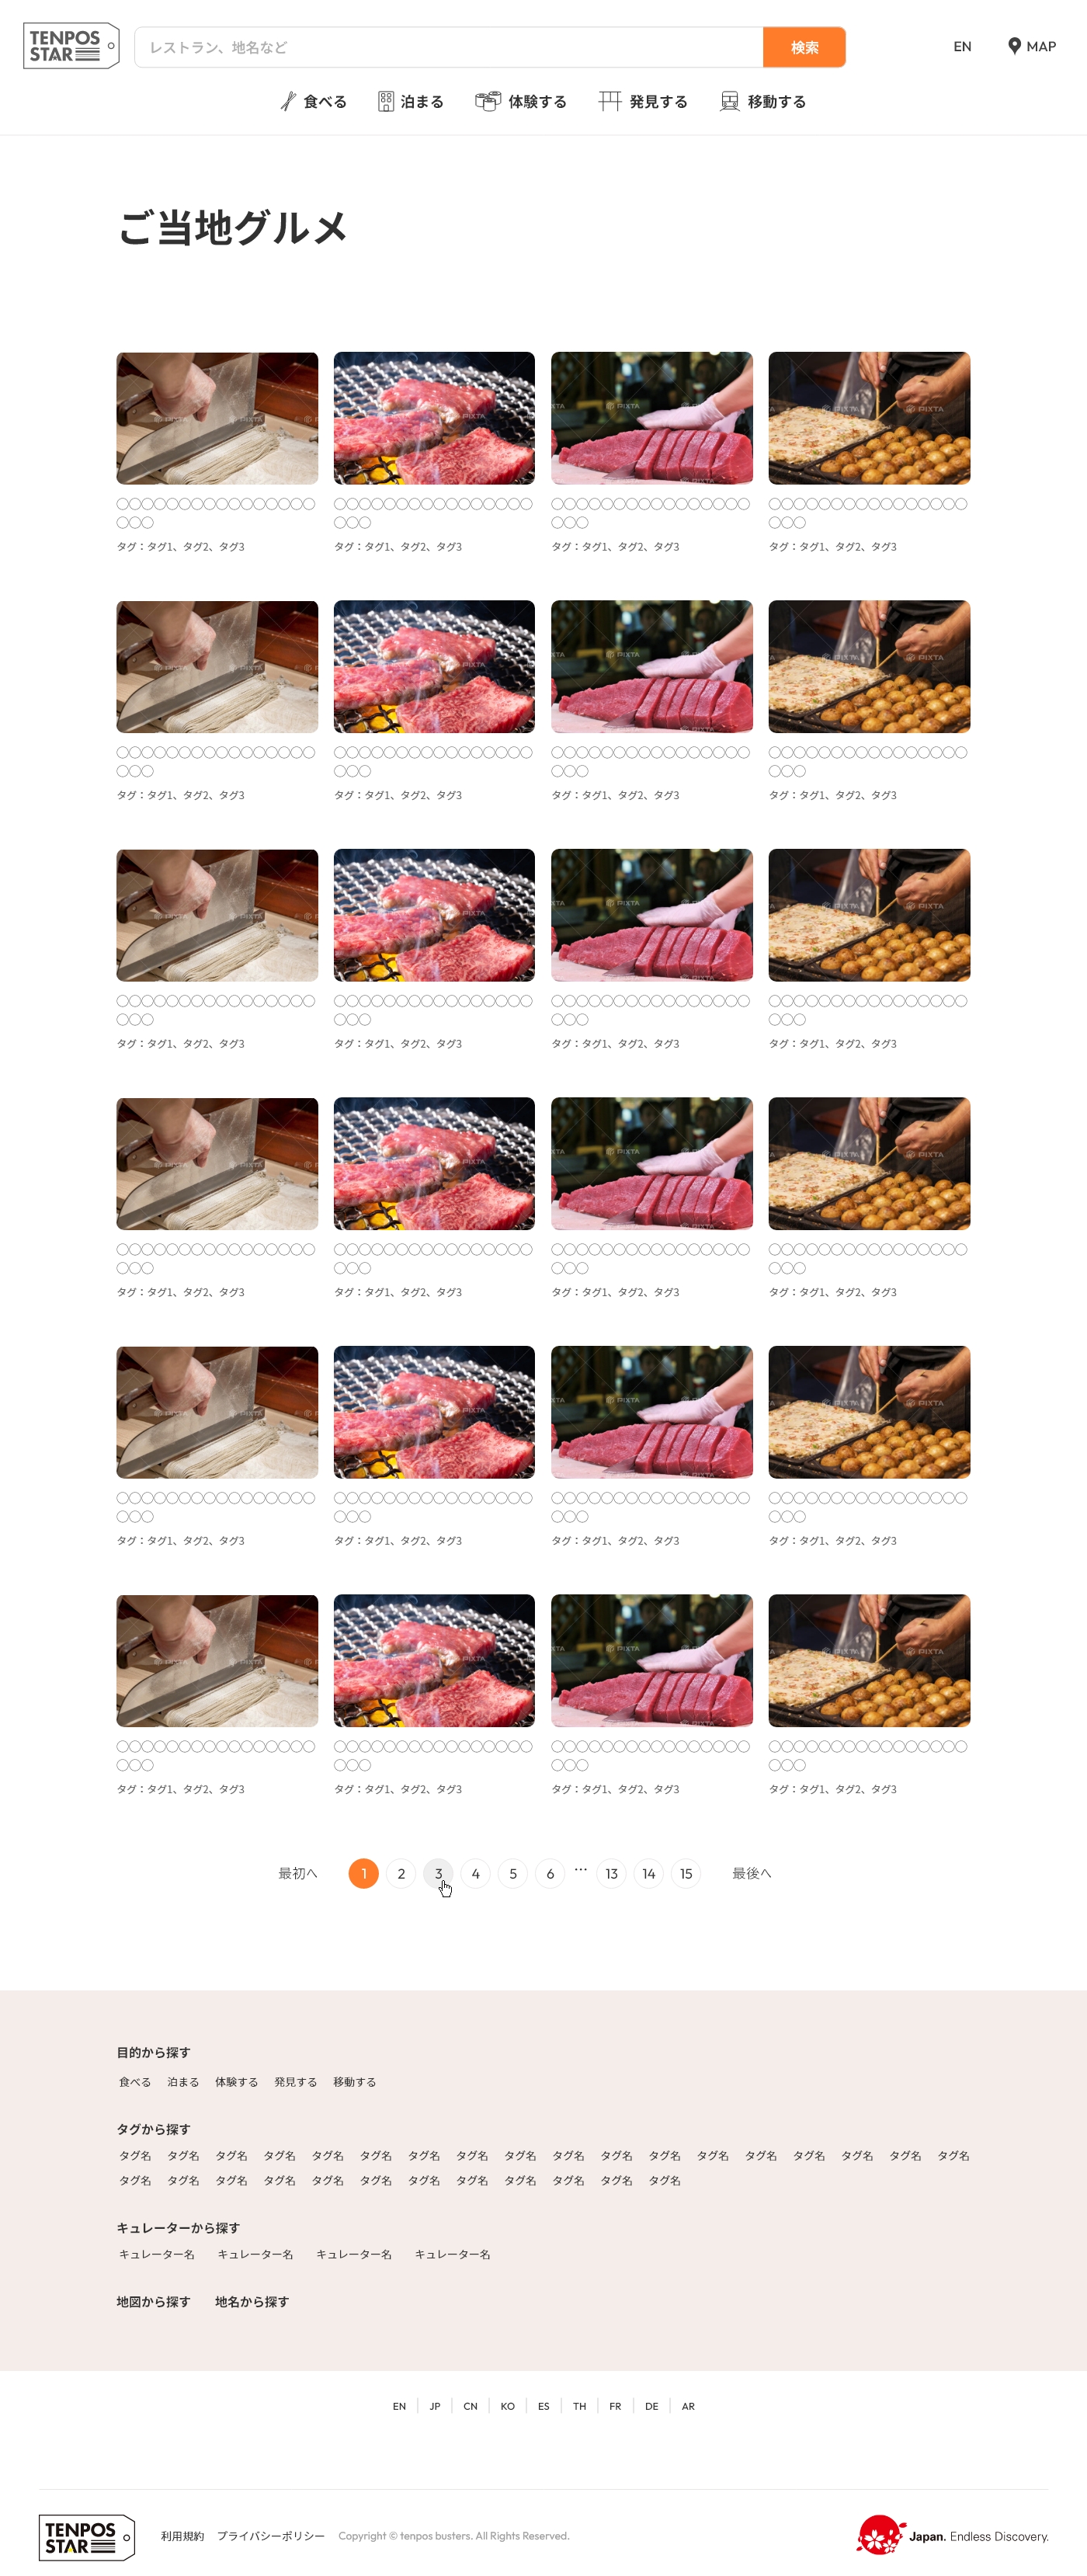 TENPOS
STAR
レストラン、地名など
検索
EN
MAP
食べる
泊まる
体験する
発見する
移動する
ご当地グルメ
◯◯◯◯◯◯◯◯◯◯◯◯◯◯◯◯
◯◯◯
タグ：タグ1、タグ2、タグ3
◯◯◯◯◯◯◯◯◯◯◯◯◯◯◯◯
◯◯◯
タグ：タグ1、タグ2、タグ3
◯◯◯◯◯◯◯◯◯◯◯◯◯◯◯◯
◯◯◯
タグ：タグ1、タグ2、タグ3
◯◯◯◯◯◯◯◯◯◯◯◯◯◯◯◯
◯◯◯
タグ：タグ1、タグ2、タグ3
◯◯◯◯◯◯◯◯◯◯◯◯◯◯◯◯
◯◯◯
タグ：タグ1、タグ2、タグ3
◯◯◯◯◯◯◯◯◯◯◯◯◯◯◯◯
◯◯◯
タグ：タグ1、タグ2、タグ3
◯◯◯◯◯◯◯◯◯◯◯◯◯◯◯◯
◯◯◯
タグ：タグ1、タグ2、タグ3
◯◯◯◯◯◯◯◯◯◯◯◯◯◯◯◯
◯◯◯
タグ：タグ1、タグ2、タグ3
◯◯◯◯◯◯◯◯◯◯◯◯◯◯◯◯
◯◯◯
タグ：タグ1、タグ2、タグ3
◯◯◯◯◯◯◯◯◯◯◯◯◯◯◯◯
◯◯◯
タグ：タグ1、タグ2、タグ3
◯◯◯◯◯◯◯◯◯◯◯◯◯◯◯◯
◯◯◯
タグ：タグ1、タグ2、タグ3
◯◯◯◯◯◯◯◯◯◯◯◯◯◯◯◯
◯◯◯
タグ：タグ1、タグ2、タグ3
◯◯◯◯◯◯◯◯◯◯◯◯◯◯◯◯
◯◯◯
タグ：タグ1、タグ2、タグ3
◯◯◯◯◯◯◯◯◯◯◯◯◯◯◯◯
◯◯◯
タグ：タグ1、タグ2、タグ3
◯◯◯◯◯◯◯◯◯◯◯◯◯◯◯◯
◯◯◯
タグ：タグ1、タグ2、タグ3
◯◯◯◯◯◯◯◯◯◯◯◯◯◯◯◯
◯◯◯
タグ：タグ1、タグ2、タグ3
◯◯◯◯◯◯◯◯◯◯◯◯◯◯◯◯
◯◯◯
タグ：タグ1、タグ2、タグ3
◯◯◯◯◯◯◯◯◯◯◯◯◯◯◯◯
◯◯◯
タグ：タグ1、タグ2、タグ3
◯◯◯◯◯◯◯◯◯◯◯◯◯◯◯◯
◯◯◯
タグ：タグ1、タグ2、タグ3
◯◯◯◯◯◯◯◯◯◯◯◯◯◯◯◯
◯◯◯
タグ：タグ1、タグ2、タグ3
◯◯◯◯◯◯◯◯◯◯◯◯◯◯◯◯
◯◯◯
タグ：タグ1、タグ2、タグ3
◯◯◯◯◯◯◯◯◯◯◯◯◯◯◯◯
◯◯◯
タグ：タグ1、タグ2、タグ3
◯◯◯◯◯◯◯◯◯◯◯◯◯◯◯◯
◯◯◯
タグ：タグ1、タグ2、タグ3
◯◯◯◯◯◯◯◯◯◯◯◯◯◯◯◯
◯◯◯
タグ：タグ1、タグ2、タグ3
最初へ 1 2 3 4 5 6 … 13 14 15 最後へ
目的から探す
食べる 泊まる 体験する 発見する 移動する
タグから探す
タグ名 タグ名 タグ名 タグ名 タグ名 タグ名 タグ名 タグ名 タグ名 タグ名 タグ名 タグ名 タグ名 タグ名 タグ名 タグ名 タグ名 タグ名
タグ名 タグ名 タグ名 タグ名 タグ名 タグ名 タグ名 タグ名 タグ名 タグ名 タグ名 タグ名
キュレーターから探す
キュレーター名 キュレーター名 キュレーター名 キュレーター名
地図から探す 地名から探す
EN JP CN KO ES TH FR DE AR
TENPOS
STAR
利用規約 プライバシーポリシー Copyright © tenpos busters. All Rights Reserved.
Japan. Endless Discovery.